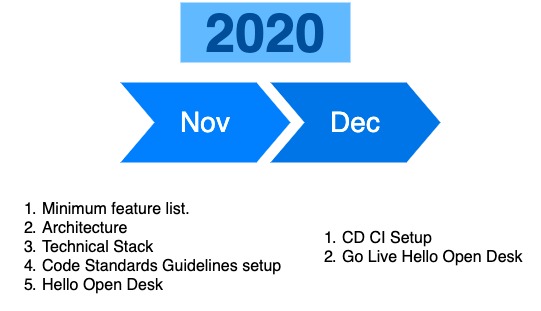 2020
Nov
Dec
1. Minimum feature list.
2. Architecture
3. Technical Stack
4. Code Standards Guidelines setup
5. Hello Open Desk
1. CD CI Setup
2. Go Live Hello Open Desk